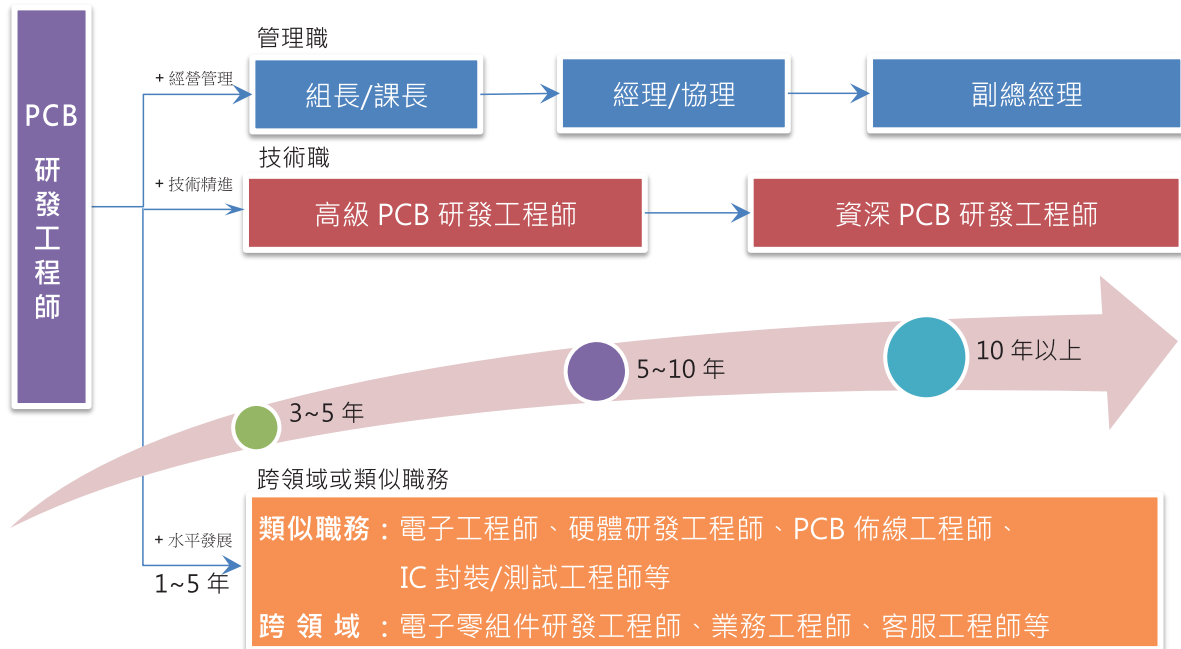 PCB
研發工程師
管理職
+ 經營管理
組長/課長
經理/協理
副總經理
技術職
+ 技術精進
高級 PCB 研發工程師
資深 PCB 研發工程師
10 年以上
5~10 年
3~5 年
跨領域或類似職務
+ 水平發展
1~5 年
類似職務：電子工程師、硬體研發工程師、PCB 佈線工程師、
IC 封裝/測試工程師等
跨 領 域 ：電子零組件研發工程師、業務工程師、客服工程師等